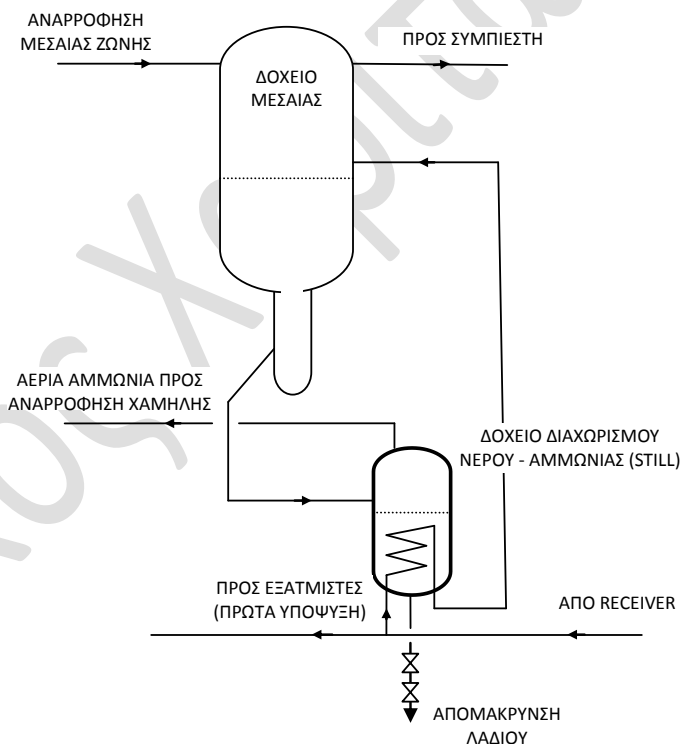 ΑΝΑΡΡΟΦΗΣΗ
ΜΕΣΑΙΑΣ ΖΩΝΗΣ
ΠΡΟΣ ΣΥΜΠΙΕΣΤΗ
ΔΟΧΕΙΟ
ΜΕΣΑΙΑΣ
ΑΕΡΙΑ ΑΜΜΩΝΙΑ ΠΡΟΣ
ΑΝΑΡΡΟΦΗΣΗ ΧΑΜΗΛΗΣ
ΔΟΧΕΙΟ ΔΙΑΧΩΡΙΣΜΟΥ
ΝΕΡΟΥ - ΑΜΜΩΝΙΑΣ (STILL)
ΠΡΟΣ ΕΞΑΤΜΙΣΤΕΣ
(ΠΡΩΤΑ ΥΠΟΨΥΞΗ)
ΑΠΟ RECEIVER
ΑΠΟΜΑΚΡΥΝΣΗ
ΛΑΔΙΟΥ